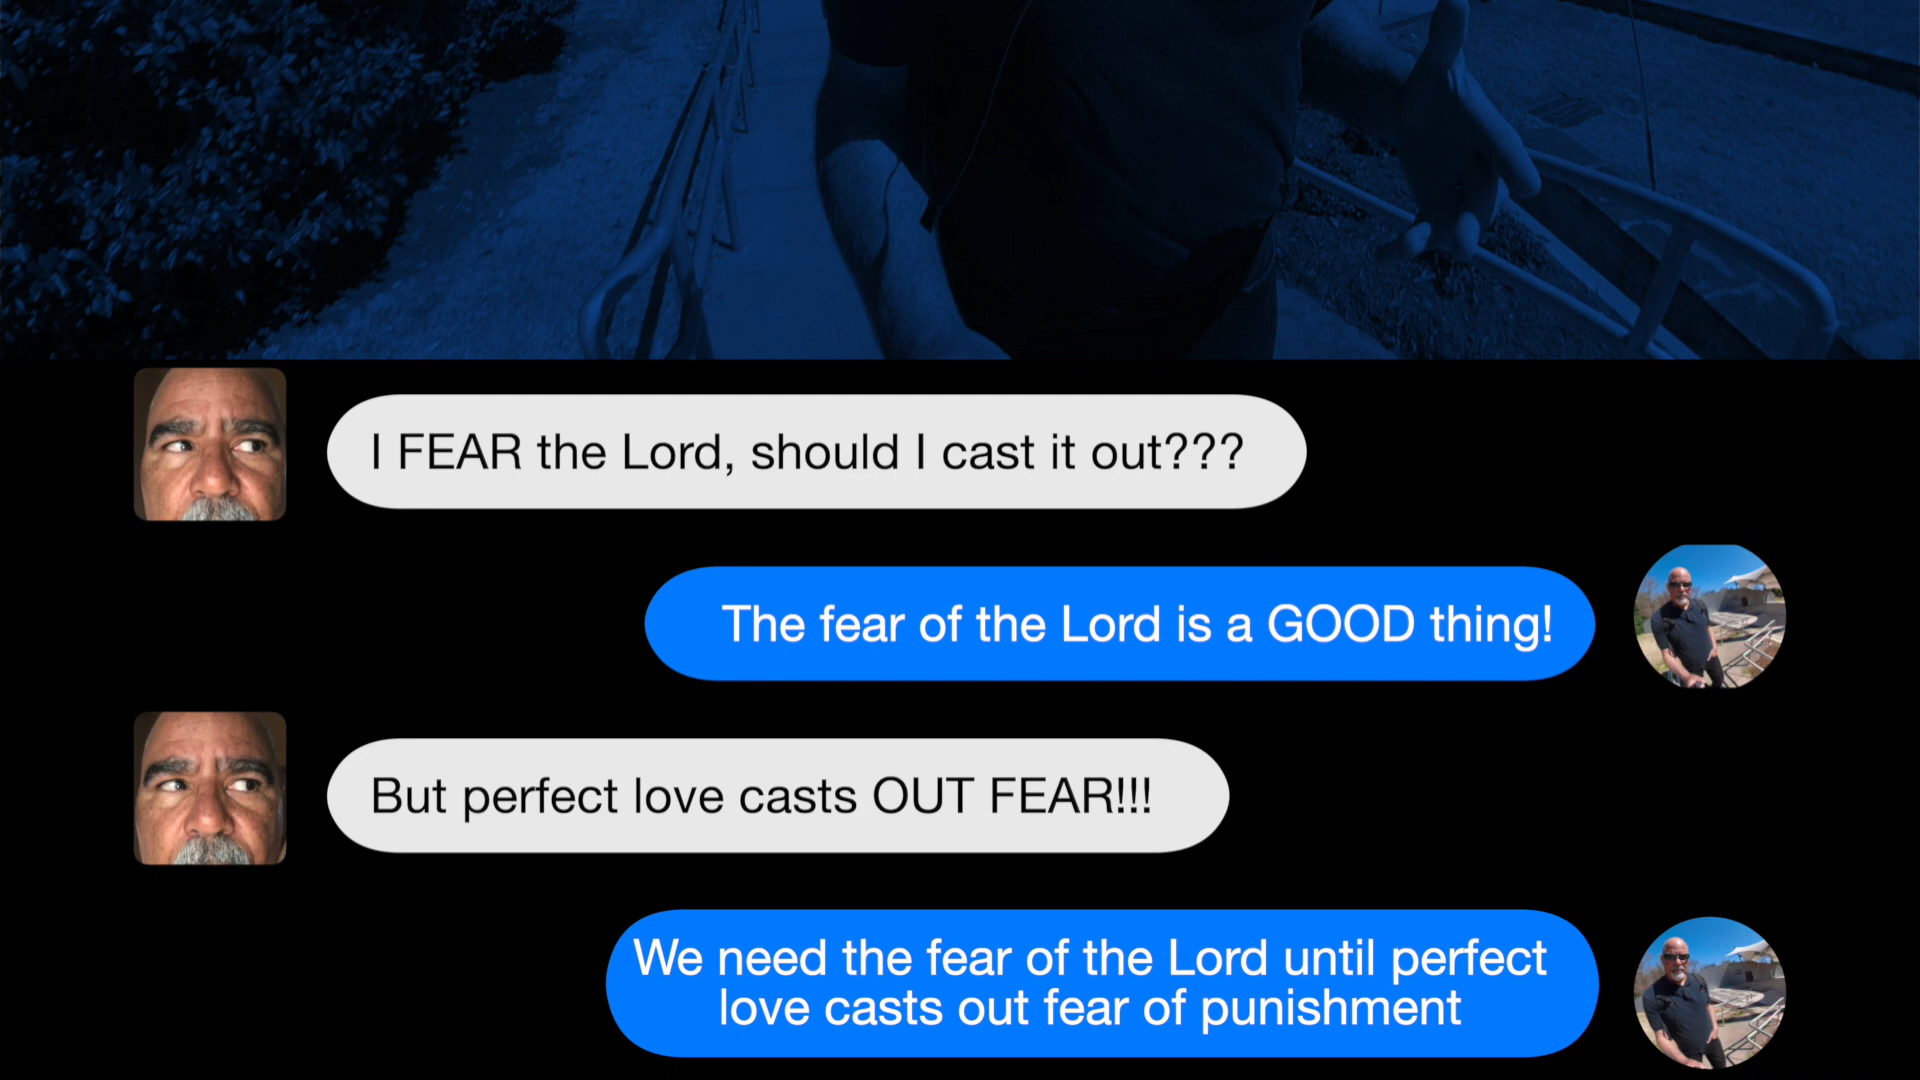 I FEAR the Lord, should I cast it out???
The fear of the Lord is a GOOD thing!
But perfect love casts OUT FEAR!!!
We need the fear of the Lord until perfect
love casts out fear of punishment